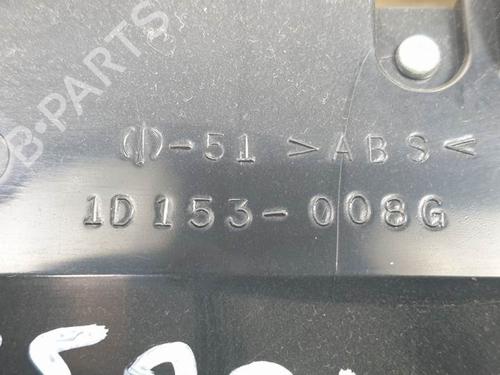 B-PARTS
(|)-51 >ABS<
1D153-008G